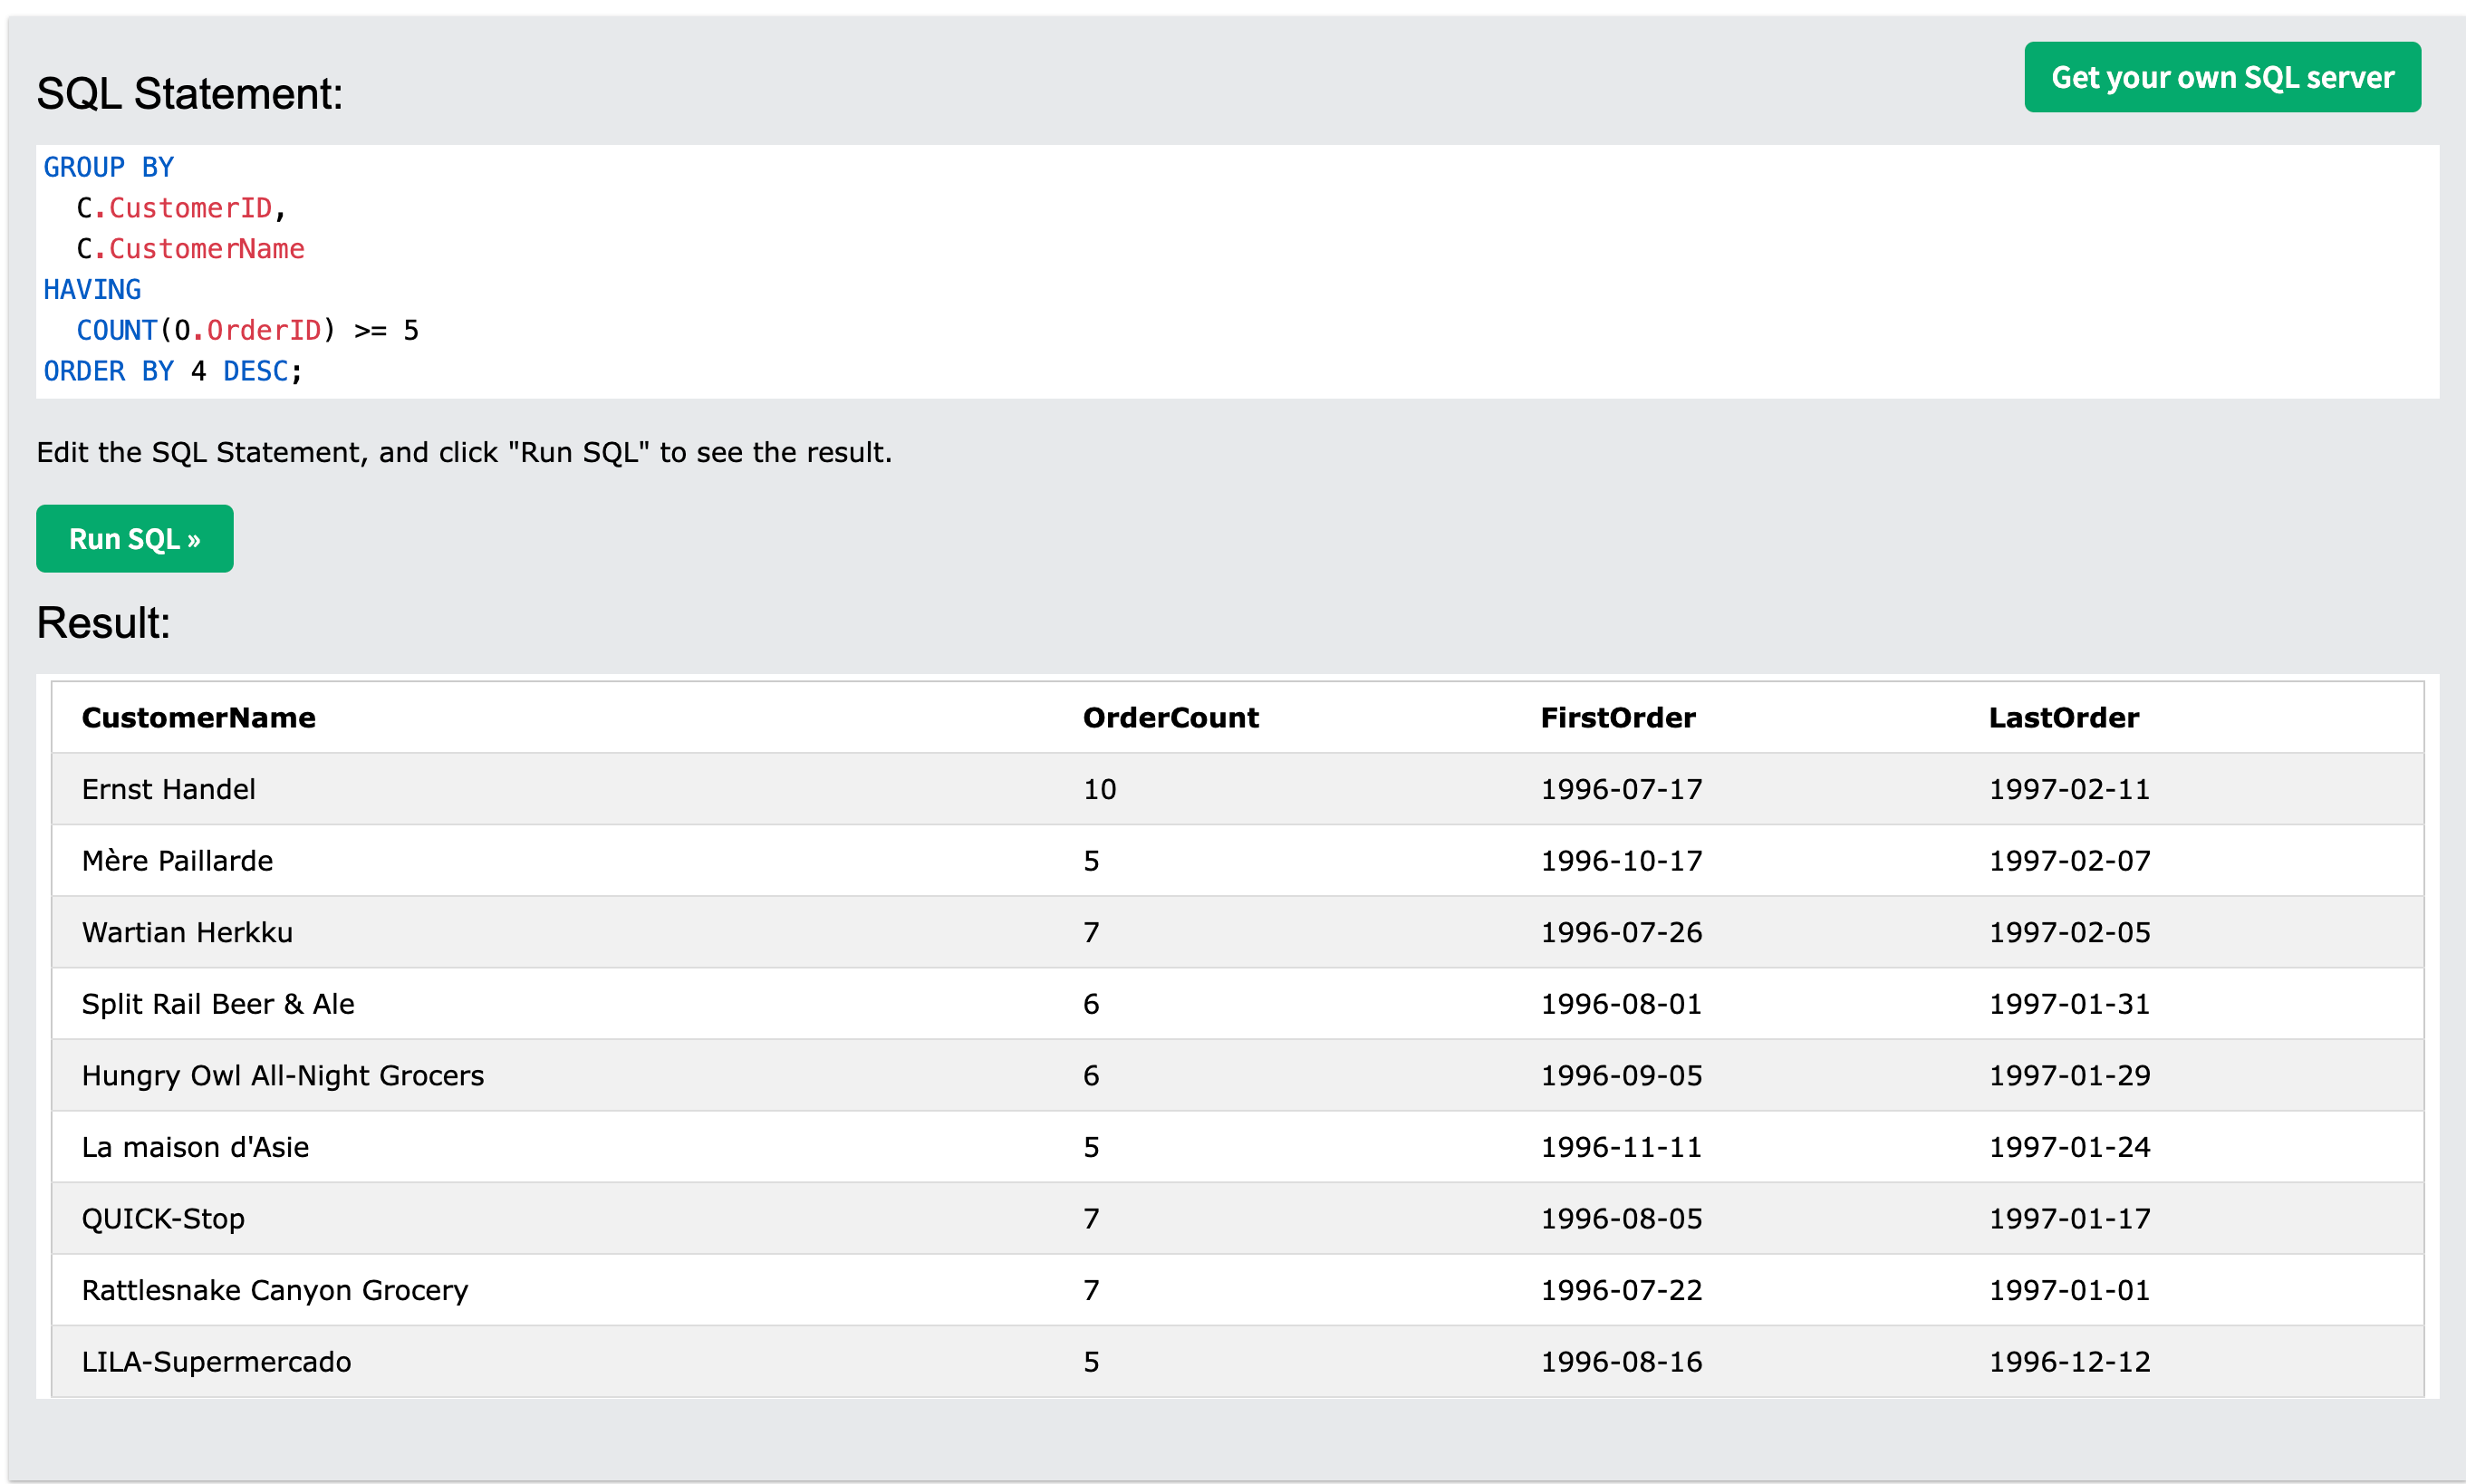 SQL Statement:
Get your own SQL server
GROUP BY
  C.CustomerID,
  C.CustomerName
HAVING
  COUNT(O.OrderID) >= 5
ORDER BY 4 DESC;
Edit the SQL Statement, and click "Run SQL" to see the result.
Run SQL »
Result:
CustomerName OrderCount FirstOrder LastOrder
Ernst Handel 10 1996-07-17 1997-02-11
Mère Paillarde 5 1996-10-17 1997-02-07
Wartian Herkku 7 1996-07-26 1997-02-05
Split Rail Beer & Ale 6 1996-08-01 1997-01-31
Hungry Owl All-Night Grocers 6 1996-09-05 1997-01-29
La maison d'Asie 5 1996-11-11 1997-01-24
QUICK-Stop 7 1996-08-05 1997-01-17
Rattlesnake Canyon Grocery 7 1996-07-22 1997-01-01
LILA-Supermercado 5 1996-08-16 1996-12-12